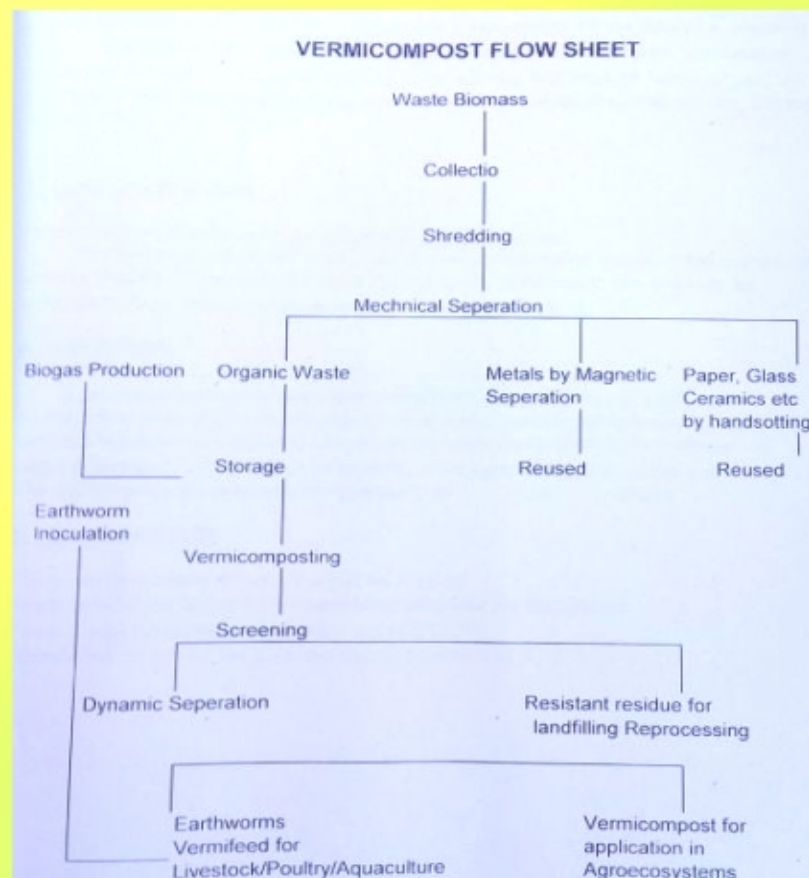 VERMICOMPOST FLOW SHEET
Waste Biomass
Collectio
Shredding
Mechnical Seperation
Biogas Production
Organic Waste
Metals by Magnetic
Seperation
Paper, Glass
Ceramics etc
by handsotting
Storage
Reused
Reused
Earthworm
Inoculation
Vermicomposting
Screening
Dynamic Seperation
Resistant residue for
landfilling Reprocessing
Earthworms
Vermifeed for
Livestock/Poultry/Aquaculture
Vermicompost for
application in
Agroecosystems